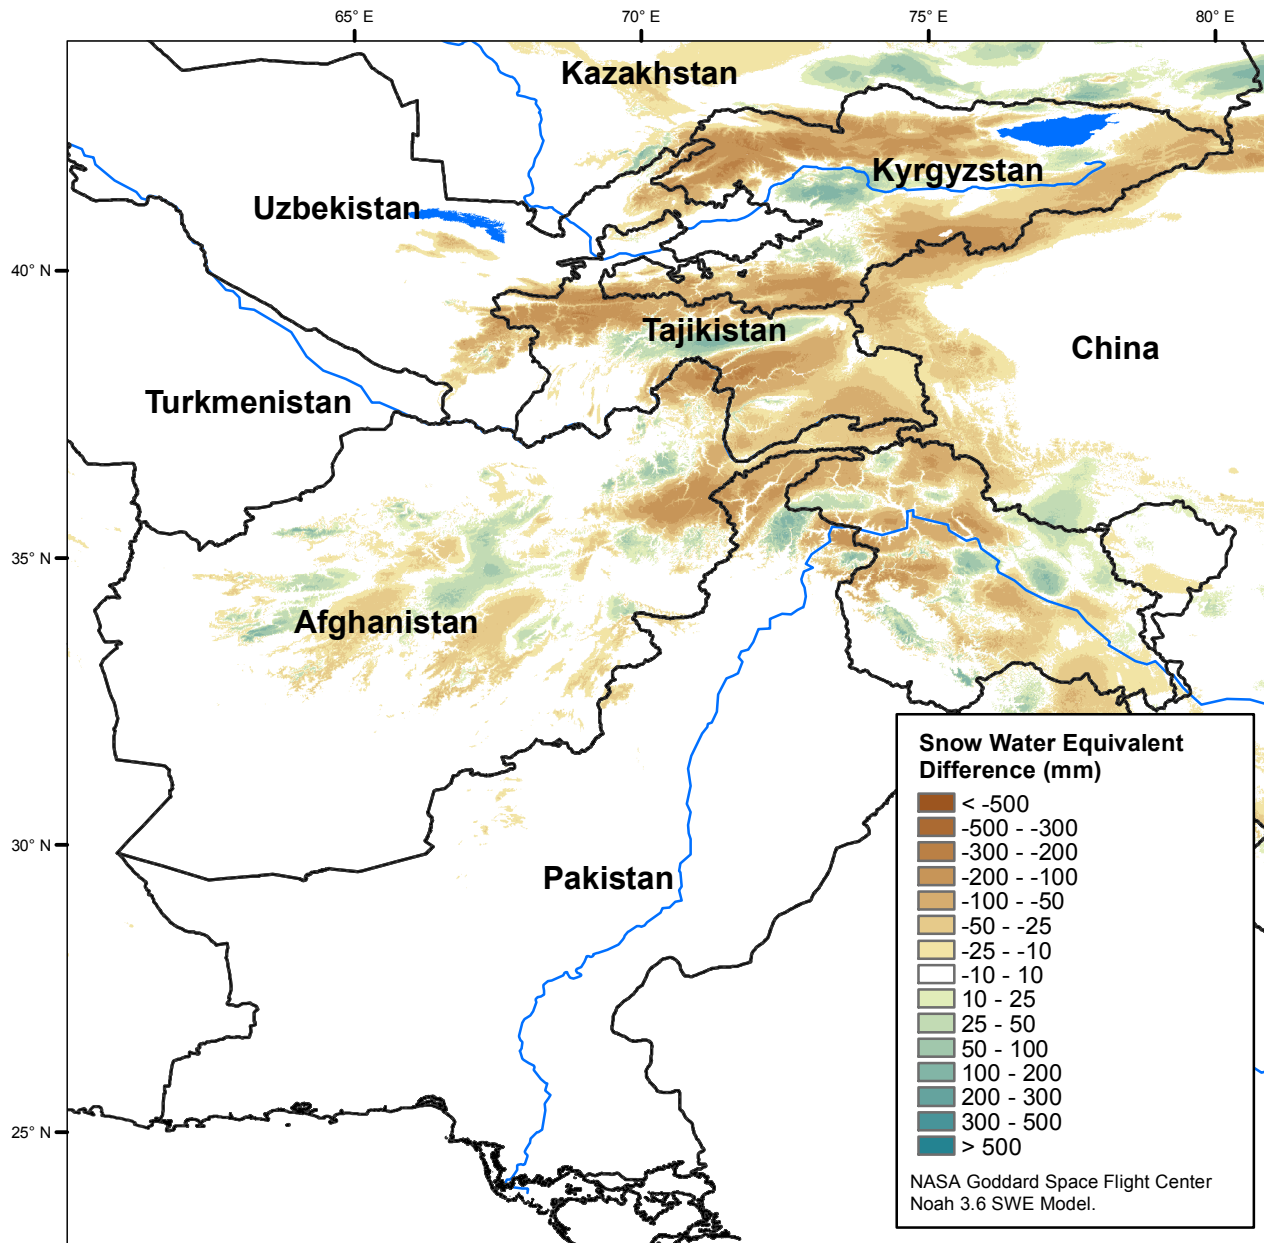 65° E
70° E
75° E
80° E
Kazakhstan
Kyrgyzstan
Uzbekistan
40° N
Tajikistan
China
Turkmenistan
35° N
Afghanistan
30° N
Pakistan
25° N
Snow Water Equivalent
Difference (mm)
< -500
-500 - -300
-300 - -200
-200 - -100
-100 - -50
-50 - -25
-25 - -10
-10 - 10
10 - 25
25 - 50
50 - 100
100 - 200
200 - 300
300 - 500
> 500
NASA Goddard Space Flight Center
Noah 3.6 SWE Model.